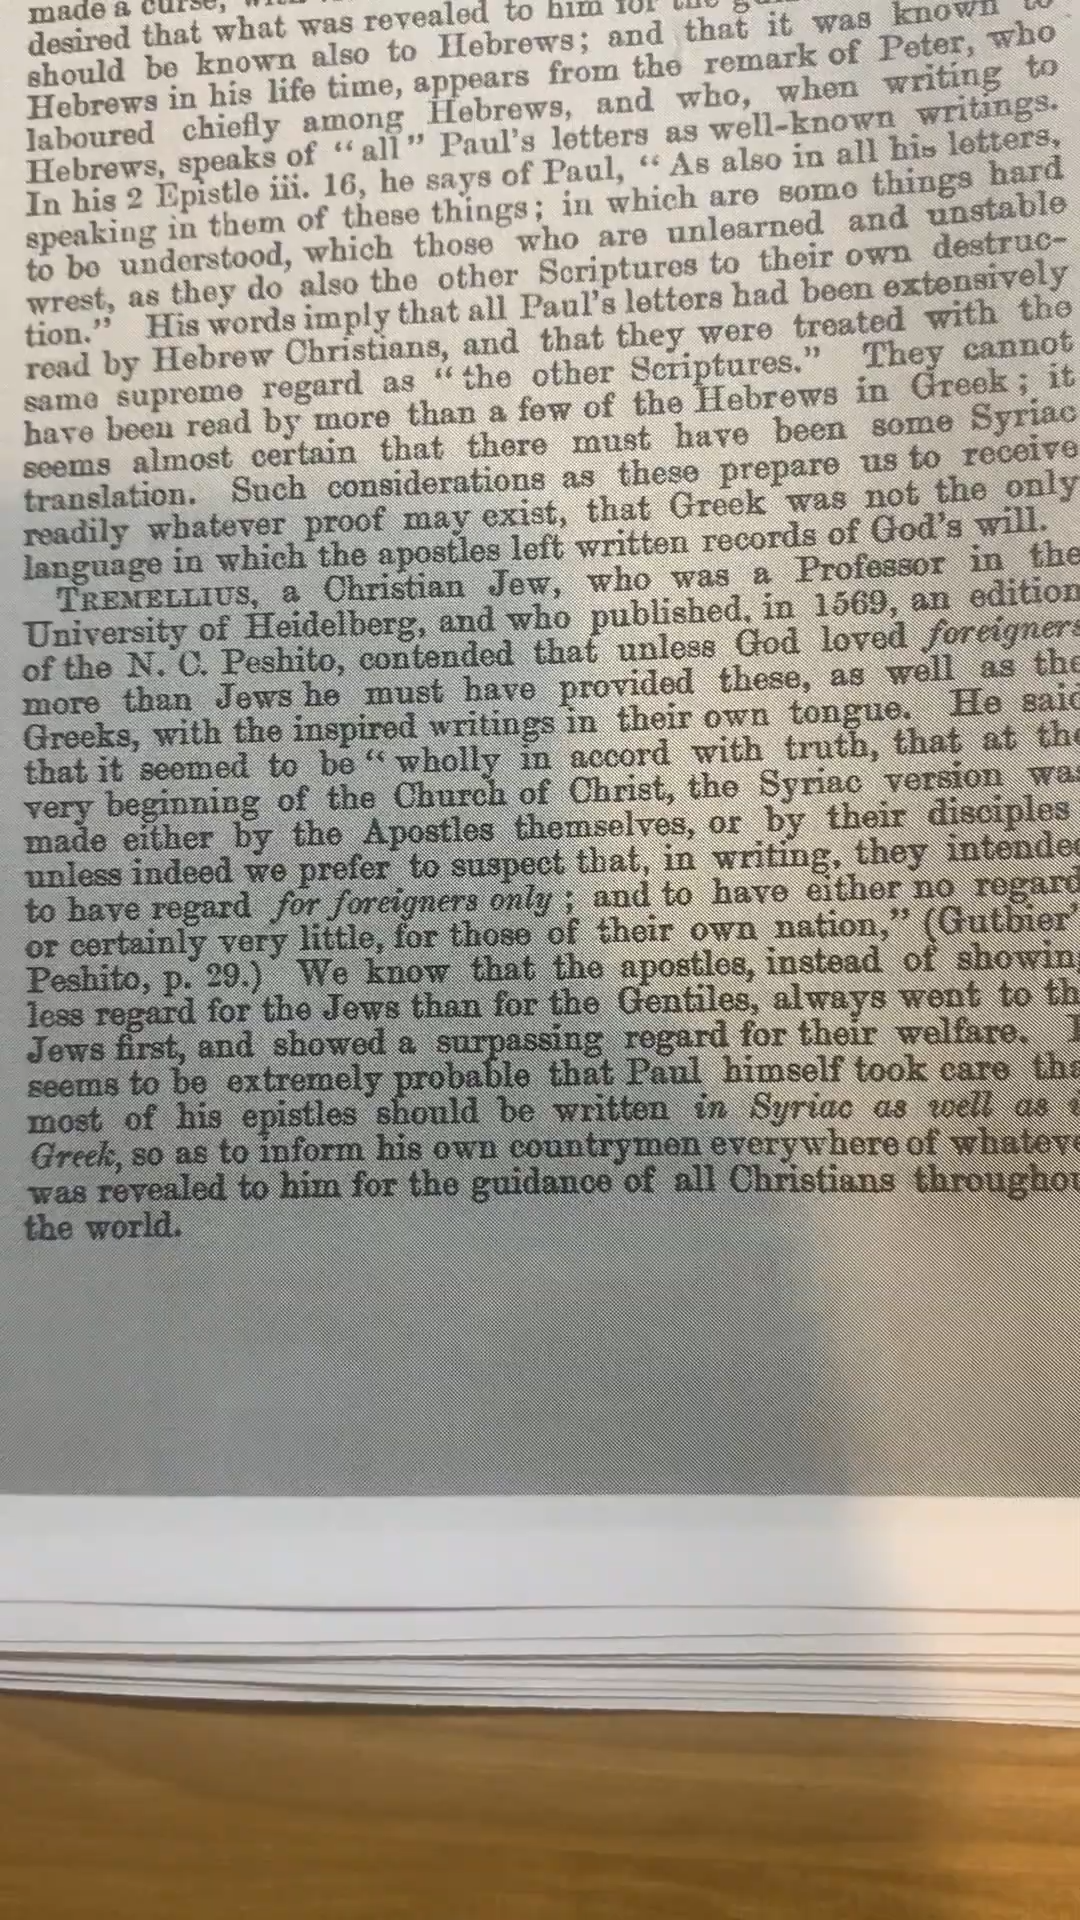 made a curse,
desired that what was revealed to him for the
should be known also to Hebrews; and that it was known to
Hebrews in his life time, appears from the remark of Peter, who
laboured chiefly among Hebrews, and who, when writing to
Hebrews, speaks of “all” Paul’s letters as well-known writings.
In his 2 Epistle iii. 16, he says of Paul, “As also in all his letters,
speaking in them of these things; in which are some things hard
to be understood, which those who are unlearned and unstable
wrest, as they do also the other Scriptures to their own destruc-
tion.” His words imply that all Paul’s letters had been extensively
read by Hebrew Christians, and that they were treated with the
same supreme regard as “the other Scriptures.” They cannot
have been read by more than a few of the Hebrews in Greek; it
seems almost certain that there must have been some Syriac
translation. Such considerations as these prepare us to receive
readily whatever proof may exist, that Greek was not the only
language in which the apostles left written records of God’s will.
TREMELLIUS, a Christian Jew, who was a Professor in the
University of Heidelberg, and who published, in 1569, an edition
of the N. C. Peshito, contended that unless God loved foreigners
more than Jews he must have provided these, as well as the
Greeks, with the inspired writings in their own tongue. He said
that it seemed to be “wholly in accord with truth, that at the
very beginning of the Church of Christ, the Syriac version was
made either by the Apostles themselves, or by their disciples
unless indeed we prefer to suspect that, in writing, they intended
to have regard for foreigners only; and to have either no regard
or certainly very little, for those of their own nation,” (Gutbier’
Peshito, p. 29.) We know that the apostles, instead of showin
less regard for the Jews than for the Gentiles, always went to th
Jews first, and showed a surpassing regard for their welfare. I
seems to be extremely probable that Paul himself took care tha
most of his epistles should be written in Syriac as well as i
Greek, so as to inform his own countrymen everywhere of whateve
was revealed to him for the guidance of all Christians throughou
the world.